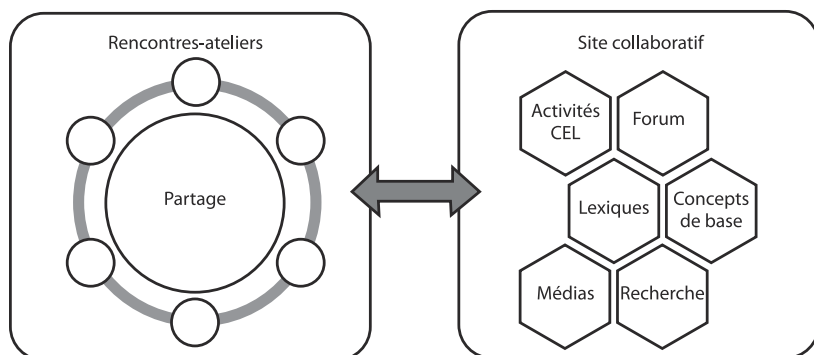 Rencontres-ateliers
Partage
Site collaboratif
Activités
CEL
Forum
Lexiques
Concepts
de base
Médias
Recherche